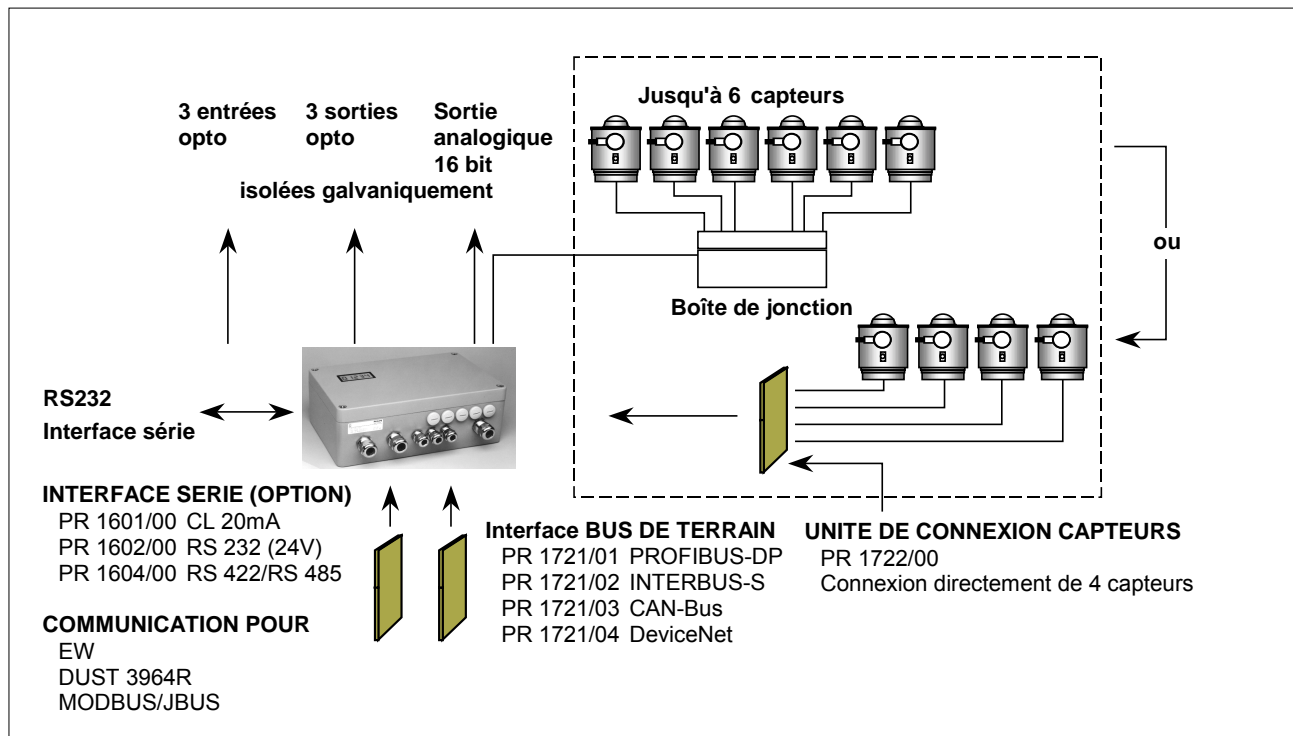 3 entrées
opto
3 sorties
opto
Sortie
analogique
16 bit
isolées galvaniquement
Jusqu'à 6 capteurs
Boîte de jonction
ou
RS232
Interface série
INTERFACE SERIE (OPTION)
PR 1601/00 CL 20mA
PR 1602/00 RS 232 (24V)
PR 1604/00 RS 422/RS 485
COMMUNICATION POUR
EW
DUST 3964R
MODBUS/JBUS
Interface BUS DE TERRAIN
PR 1721/01 PROFIBUS-DP
PR 1721/02 INTERBUS-S
PR 1721/03 CAN-Bus
PR 1721/04 DeviceNet
UNITE DE CONNEXION CAPTEURS
PR 1722/00
Connexion directement de 4 capteurs